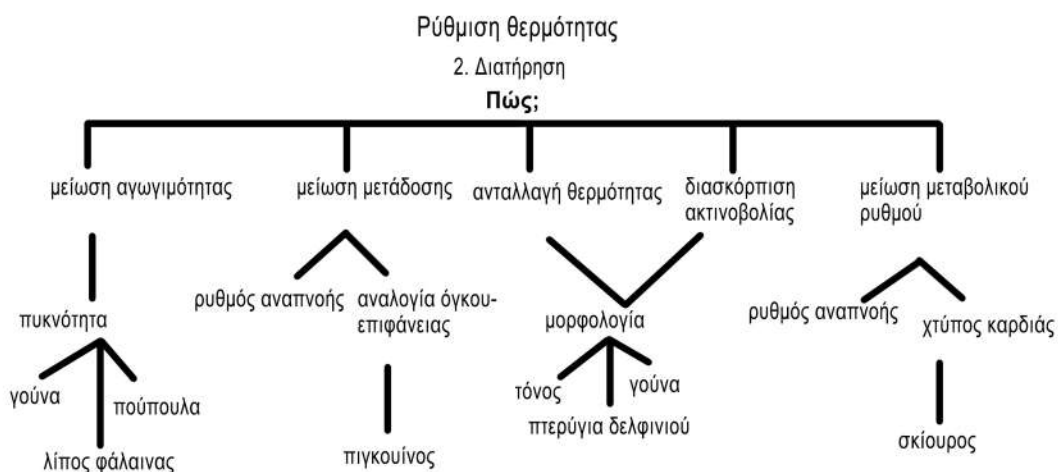 Ρύθμιση θερμότητας
2. Διατήρηση
Πώς;
μείωση αγωγιμότητας
μείωση μετάδοσης
ανταλλαγή θερμότητας
διασκόρπιση
ακτινοβολίας
μείωση μεταβολικού
ρυθμού
πυκνότητα
ρυθμός αναπνοής
αναλογία όγκου-
επιφάνειας
μορφολογία
ρυθμός αναπνοής
χτύπος καρδιάς
γούνα
πούπουλα
λίπος φάλαινας
πιγκουίνος
τόνος
γούνα
πτερύγια δελφινιού
σκίουρος